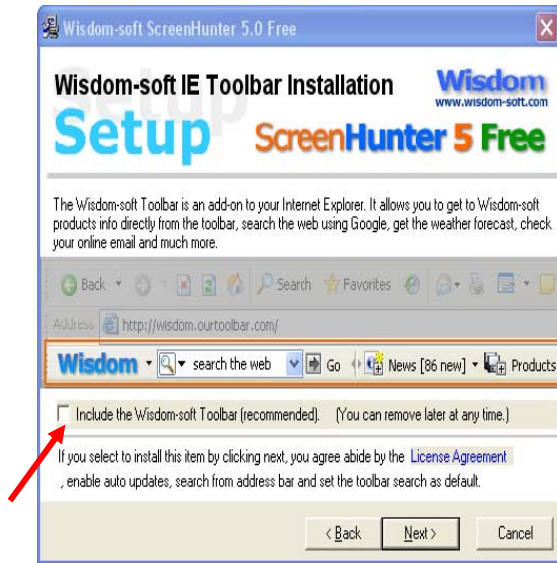 Wisdom-soft ScreenHunter 5.0 Free
Wisdom-soft IE Toolbar Installation
Wisdom
www.wisdom-soft.com
Setup
Setup
ScreenHunter 5 Free
The Wisdom-soft Toolbar is an add-on to your Internet Explorer. It allows you to get to Wisdom-soft
products info directly from the toolbar, search the web using Google, get the weather forecast, check
your online email and much more.
Back Search Favorites
Address http://wisdom.ourtoolbar.com/
Wisdom search the web Go News [86 new] Products
Include the Wisdom-soft Toolbar (recommended). (You can remove later at any time.)
If you select to install this item by clicking next, you agree abide by the License Agreement
, enable auto updates, search from address bar and set the toolbar search as default.
< Back Next > Cancel